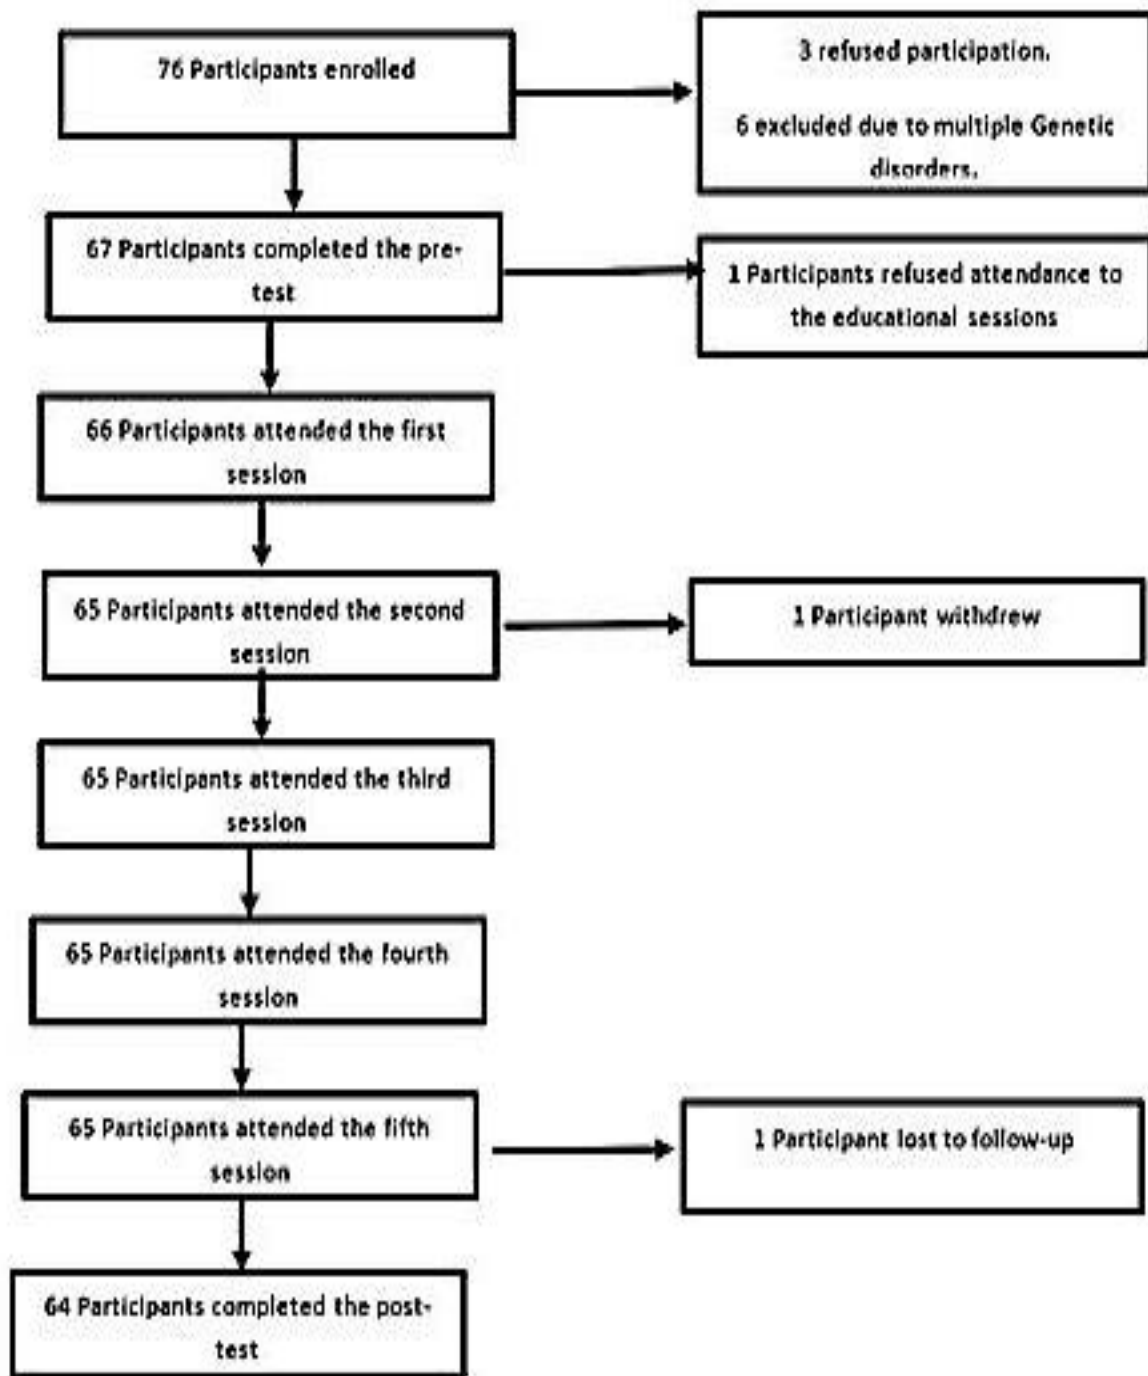 76 Participants enrolled
3 refused participation.
6 excluded due to multiple Genetic
disorders.
67 Participants completed the pre-
test
1 Participants refused attendance to
the educational sessions
66 Participants attended the first
session
65 Participants attended the second
session
1 Participant withdrew
65 Participants attended the third
session
65 Participants attended the fourth
session
65 Participants attended the fifth
session
1 Participant lost to follow-up
64 Participants completed the post-
test